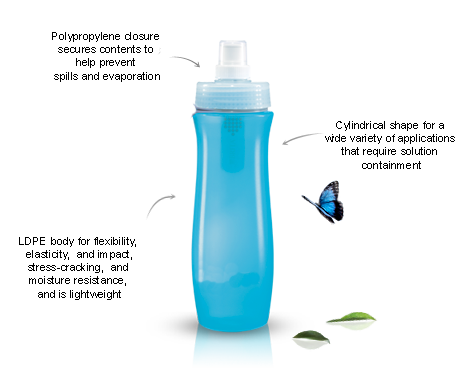 Polypropylene closure
secures contents to
help prevent
spills and evaporation
Cylindrical shape for a
wide variety of applications
that require solution
containment
LDPE body for flexibility,
elasticity, and impact,
stress-cracking, and
moisture resistance,
and is lightweight